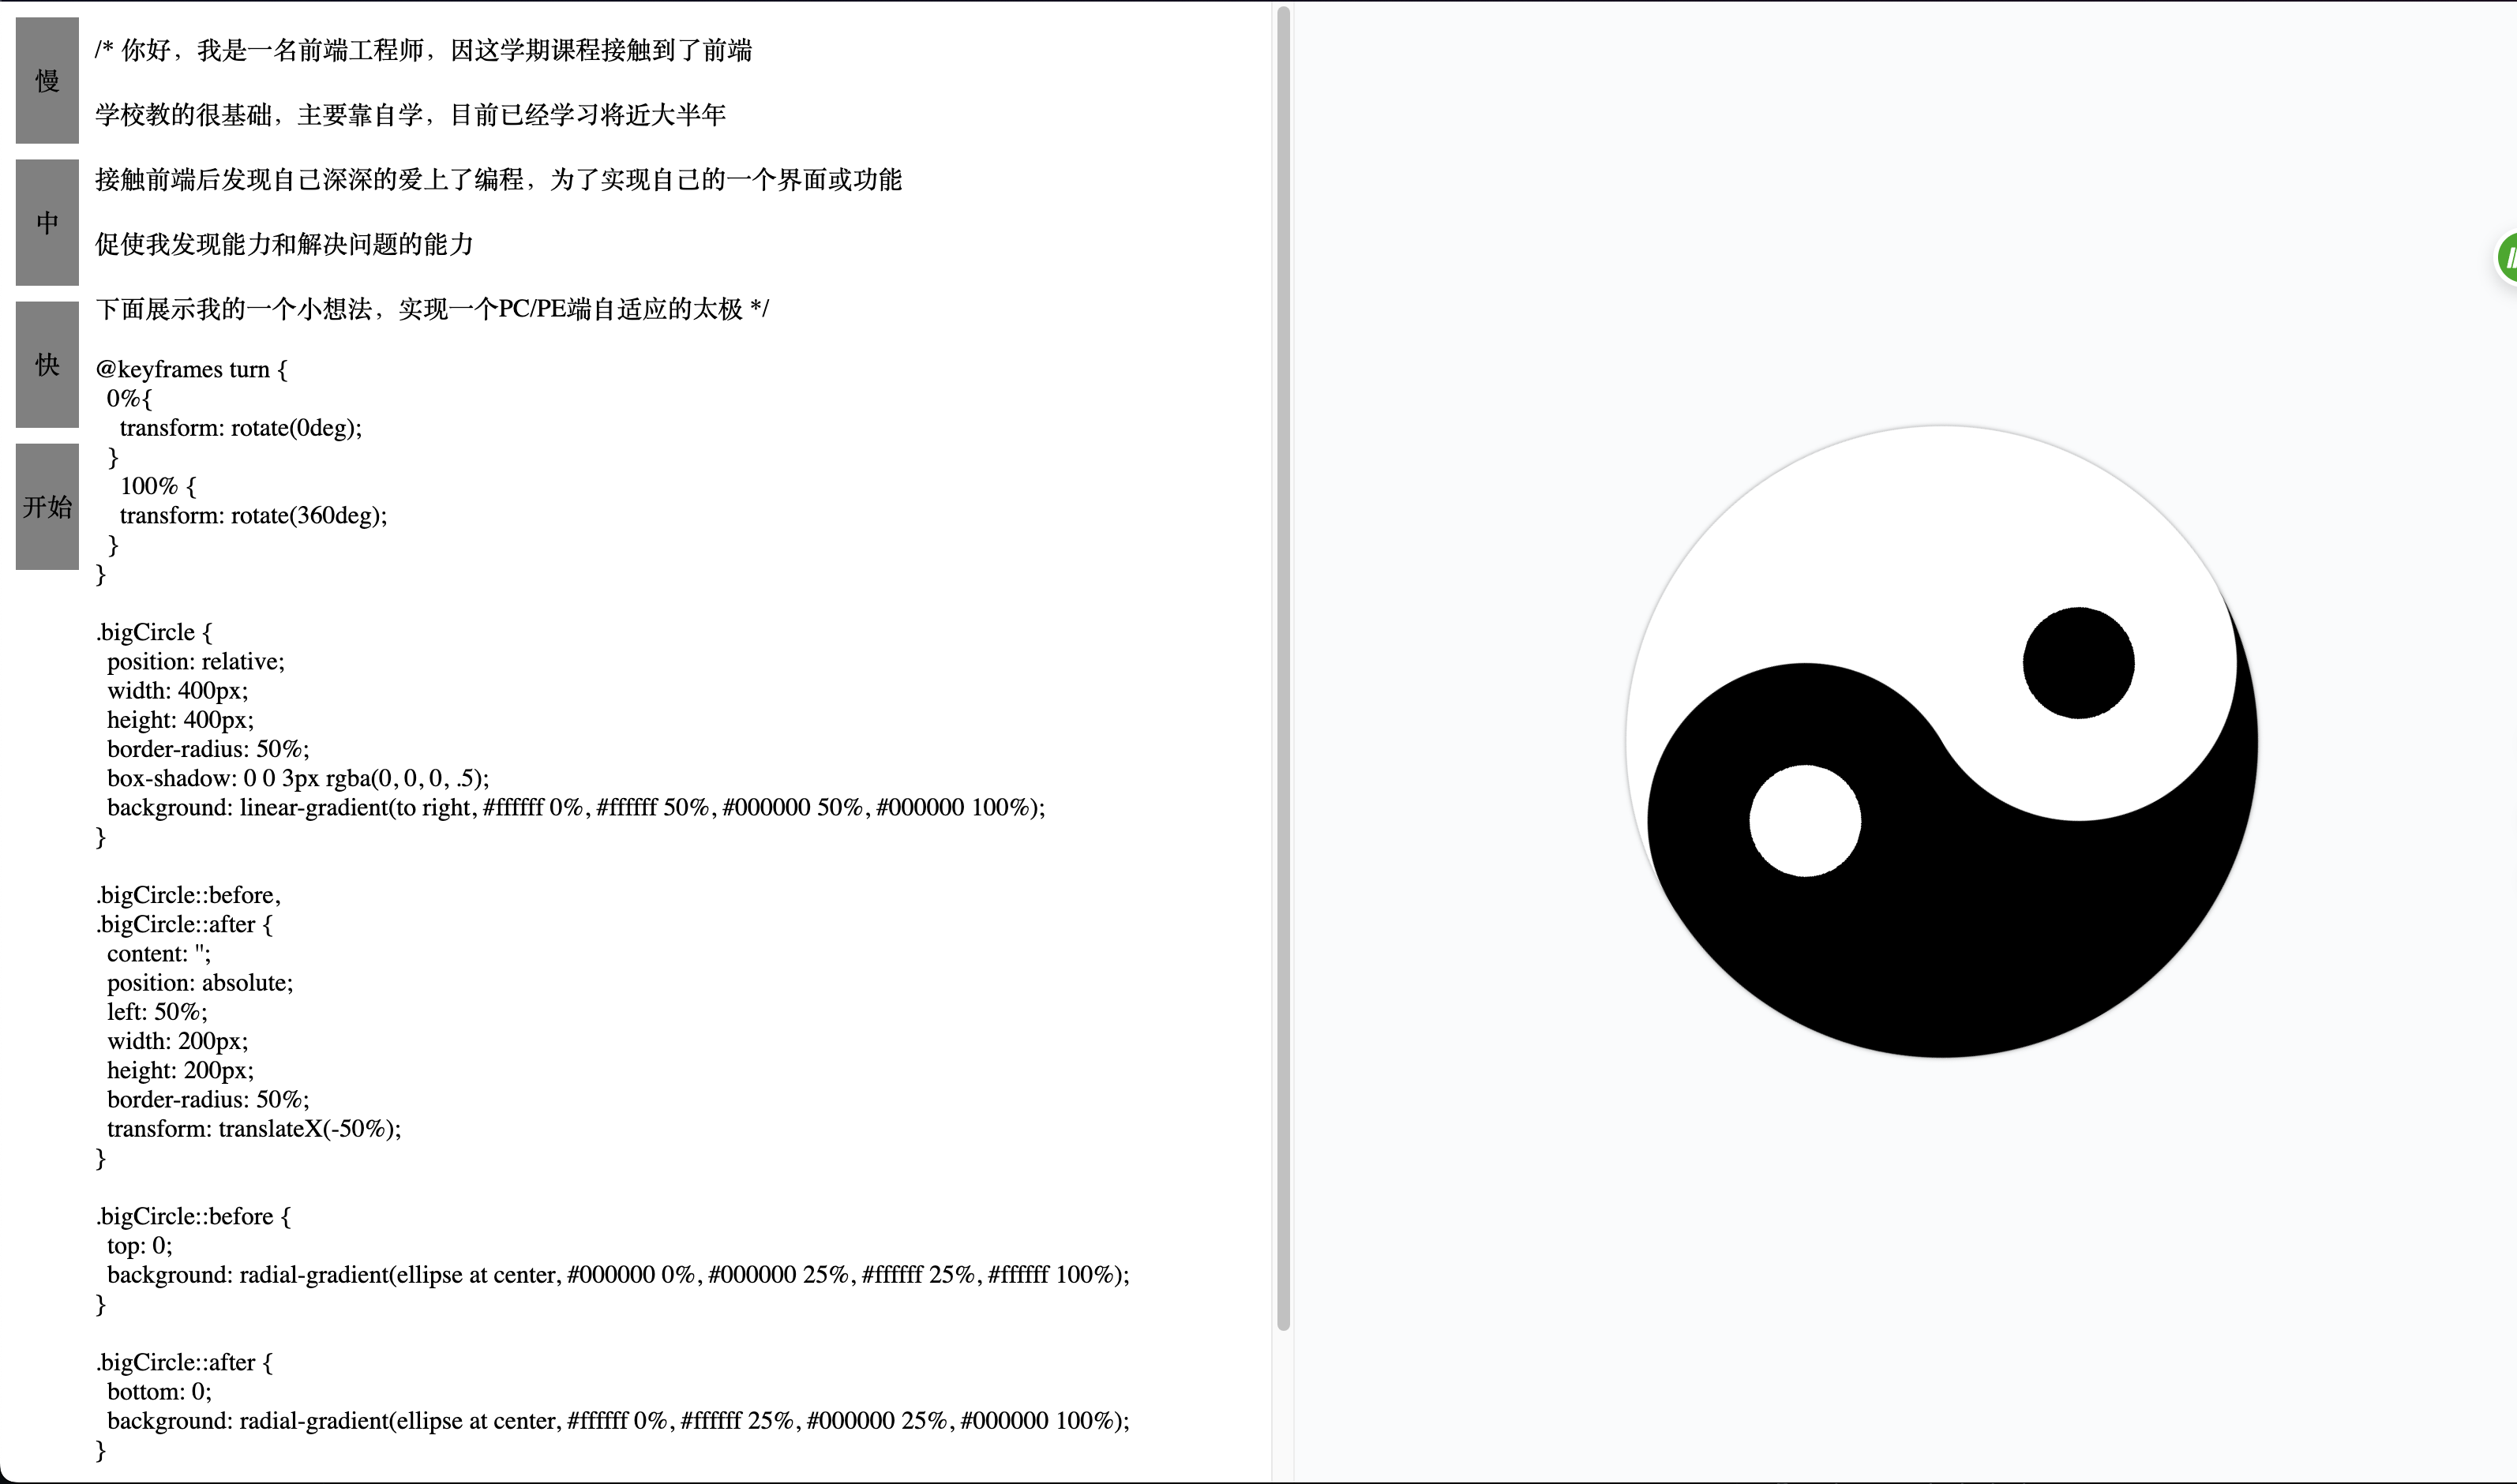 慢
中
快
开始
/* 你好，我是一名前端工程师，因这学期课程接触到了前端
学校教的很基础，主要靠自学，目前已经学习将近大半年
接触前端后发现自己深深的爱上了编程，为了实现自己的一个界面或功能
促使我发现能力和解决问题的能力
下面展示我的一个小想法，实现一个PC/PE端自适应的太极 */
@keyframes turn {
0%{
transform: rotate(0deg);
}
100% {
transform: rotate(360deg);
}
}
.bigCircle {
position: relative;
width: 400px;
height: 400px;
border-radius: 50%;
box-shadow: 0 0 3px rgba(0, 0, 0, .5);
background: linear-gradient(to right, #ffffff 0%, #ffffff 50%, #000000 50%, #000000 100%);
}
.bigCircle::before,
.bigCircle::after {
content: '';
position: absolute;
left: 50%;
width: 200px;
height: 200px;
border-radius: 50%;
transform: translateX(-50%);
}
.bigCircle::before {
top: 0;
background: radial-gradient(ellipse at center, #000000 0%, #000000 25%, #ffffff 25%, #ffffff 100%);
}
.bigCircle::after {
bottom: 0;
background: radial-gradient(ellipse at center, #ffffff 0%, #ffffff 25%, #000000 25%, #000000 100%);
}